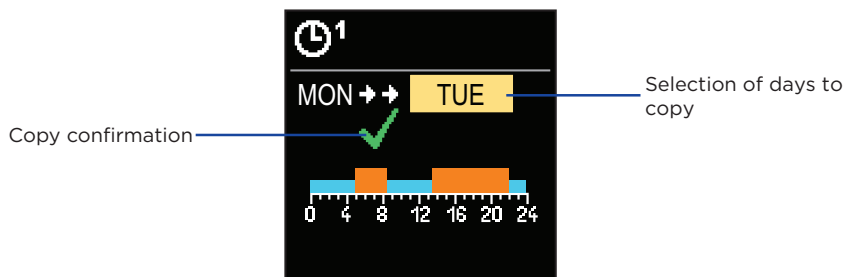 1
MON TUE
Selection of days to
copy
Copy confirmation
0 4 8 12 16 20 24